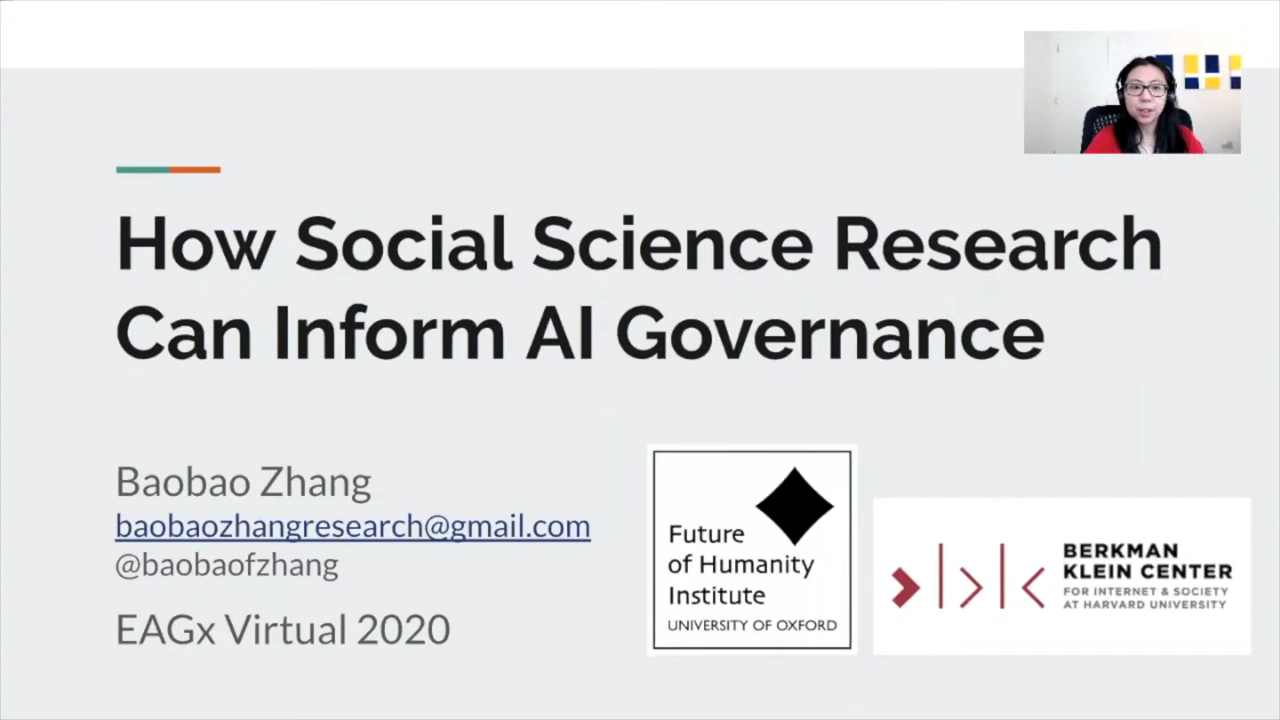 How Social Science Research
Can Inform AI Governance
Baobao Zhang
baobaozhangresearch@gmail.com
@baobaofzhang
EAGx Virtual 2020
Future
of Humanity
Institute
UNIVERSITY OF OXFORD
BERKMAN
KLEIN CENTER
FOR INTERNET & SOCIETY
AT HARVARD UNIVERSITY